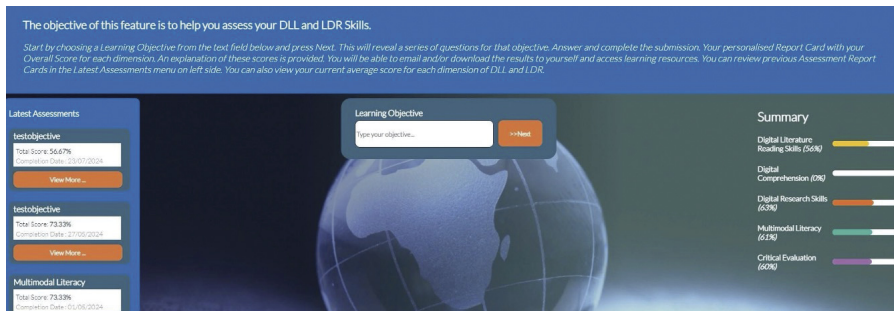 The objective of this feature is to help you assess your DLL and LDR Skills.
Start by choosing a Learning Objective from the text field below and press Next. This will reveal a series of questions for that objective. Answer and complete the submission. Your personalised Report Card with your
Overall Score for each dimension. An explanation of these scores is provided. You will be able to email and/or download the results to yourself and access learning resources. You can review previous Assessment Report
Cards in the Latest Assessments menu on left side. You can also view your current average score for each dimension of DLL and LDR.
Latest Assessments
testobjective
Total Score: 56.67%
Completion Date: 23/07/2024
View More ...
testobjective
Total Score: 73.33%
Completion Date: 27/05/2024
View More ...
Multimodal Literacy
Total Score: 73.33%
Completion Date: 01/05/2024
Learning Objective
Type your objective...
>>Next
Summary
Digital Literature
Reading Skills (56%)
Digital
Comprehension (0%)
Digital Research Skills
(63%)
Multimodal Literacy
(61%)
Critical Evaluation
(60%)